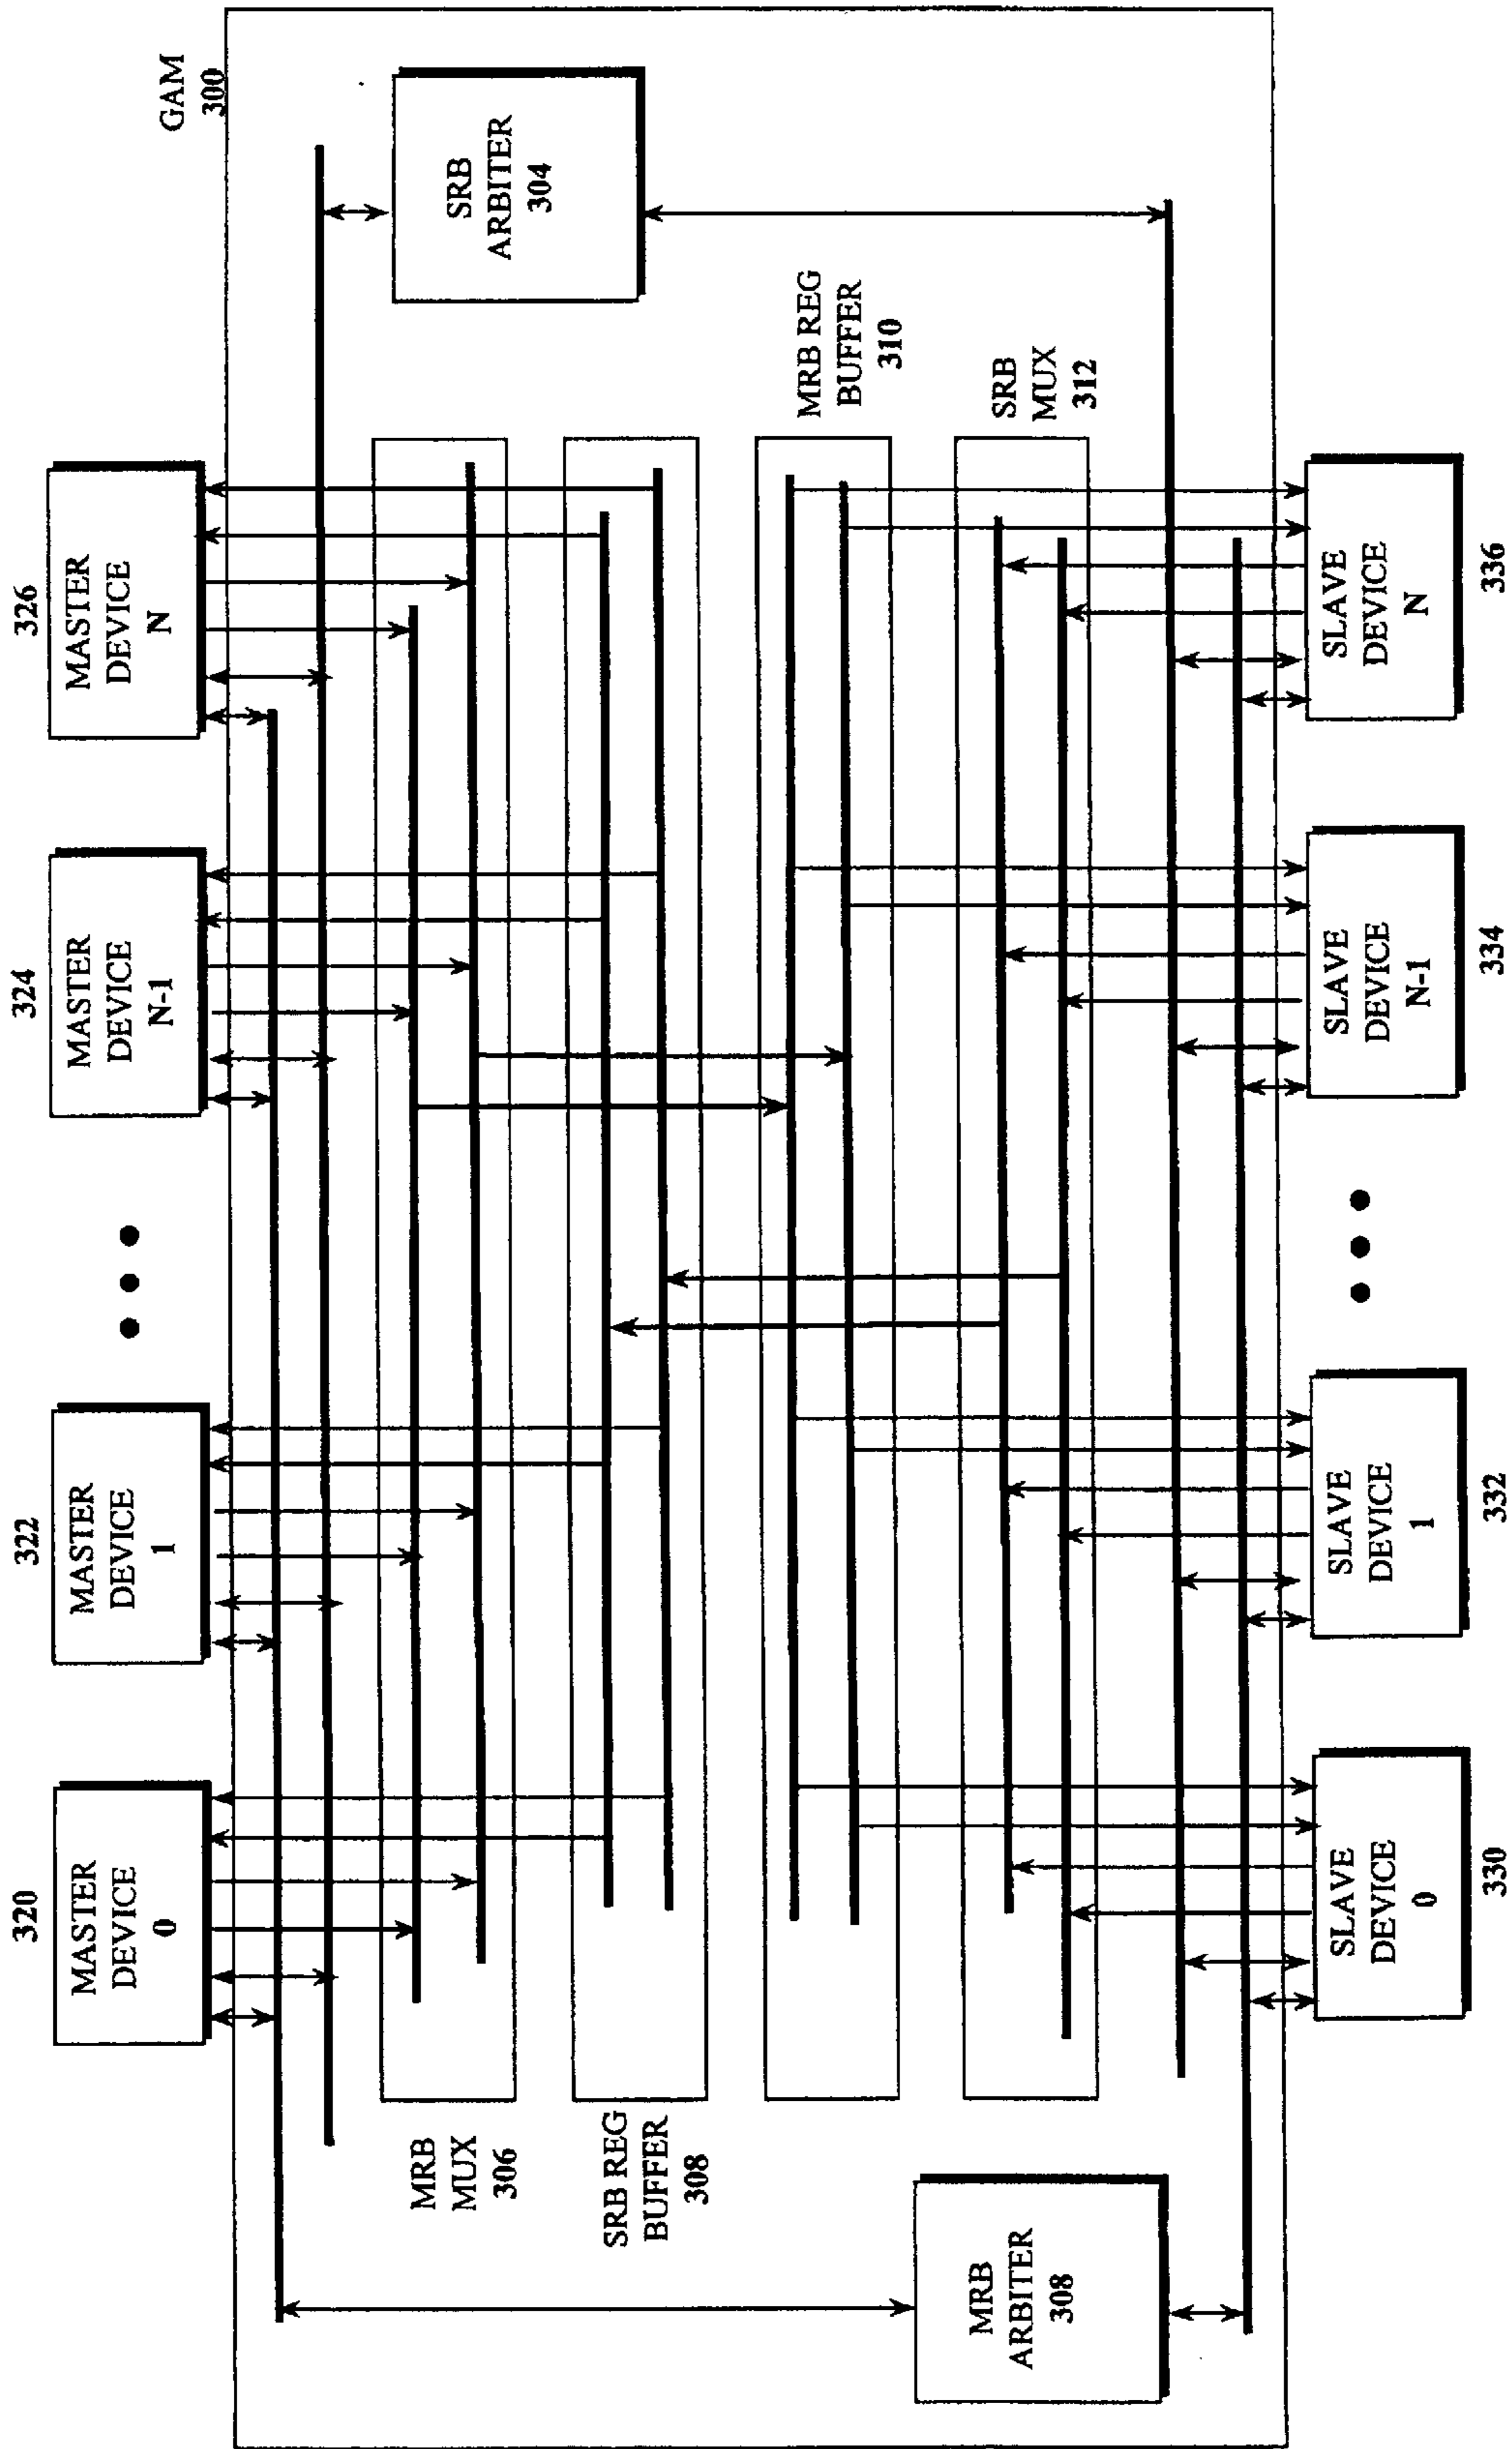 320
322
324
326
MASTER
DEVICE
0
MASTER
DEVICE
1
MASTER
DEVICE
N-1
MASTER
DEVICE
N
GAM
300
MRB
MUX
306
SRB
ARBITER
304
SRB REG
BUFFER
308
MRB REG
BUFFER
310
SRB
MUX
312
MRB
ARBITER
308
SLAVE
DEVICE
0
SLAVE
DEVICE
1
SLAVE
DEVICE
N-1
SLAVE
DEVICE
N
330
332
334
336